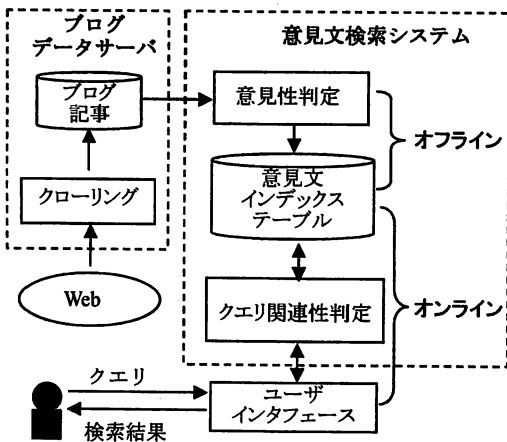 ブログ
データサーバ
ブログ
記事
クローリング
Web
意見文検索システム
意見性判定
意見文
インデックス
テーブル
クエリ関連性判定
オフライン
オンライン
クエリ
検索結果
ユーザ
インタフェース